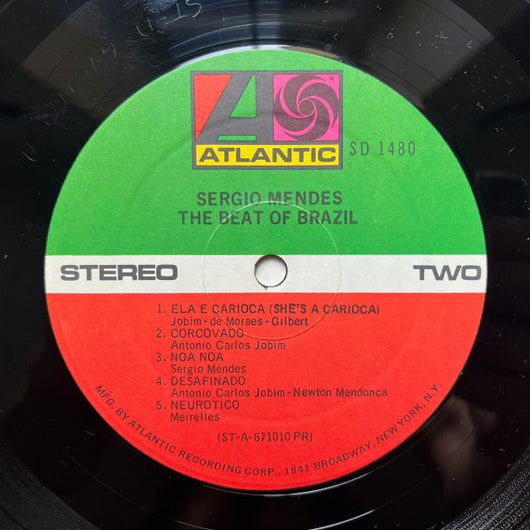 ATLANTIC
SD 1480
SERGIO MENDES
THE BEAT OF BRAZIL
STEREO
TWO
1. ELA E CARIOCA (SHE'S A CARIOCA)
Jobim - de Moraes - Gilbert
2. CORCOVADO
Antonio Carlos Jobim
3. NOA NOA
Sergio Mendes
4. DESAFINADO
Antonio Carlos Jobim - Newton Mendonca
5. NEUROTICO
Meirelles
(ST-A-671010 PR)
MFG. BY ATLANTIC RECORDING CORP., 1841 BROADWAY, NEW YORK, N.Y.